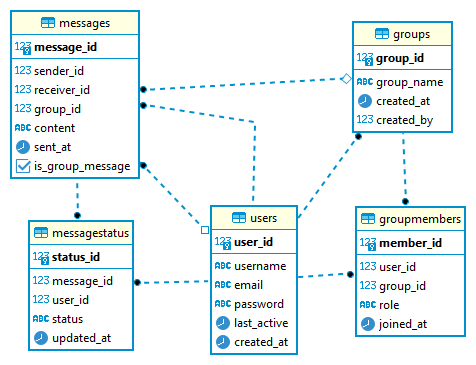 messages
123 message_id
123 sender_id
123 receiver_id
123 group_id
ABC content
sent_at
is_group_message
groups
123 group_id
ABC group_name
created_at
123 created_by
messagestatus
123 status_id
123 message_id
123 user_id
ABC status
updated_at
users
123 user_id
ABC username
ABC email
ABC password
last_active
created_at
groupmembers
123 member_id
123 user_id
123 group_id
ABC role
joined_at